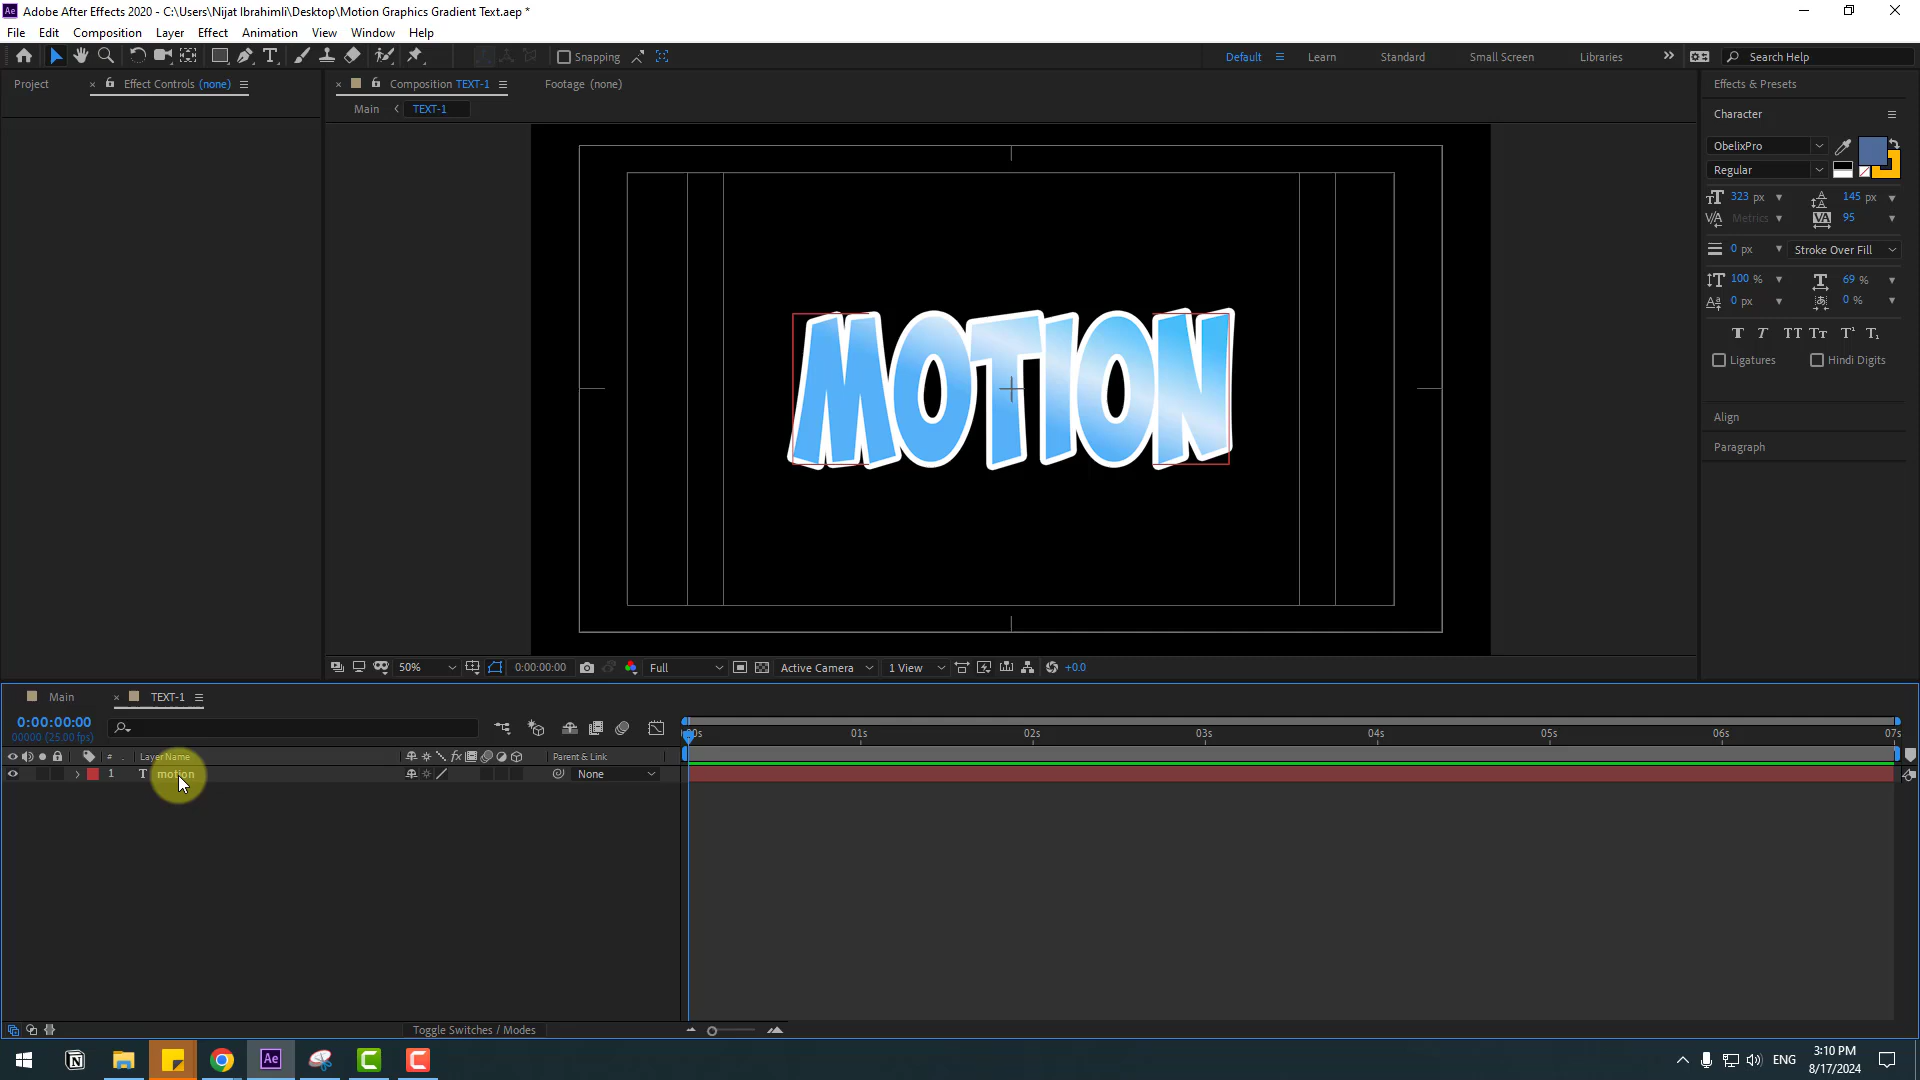 Adobe After Effects 2020 - C:\Users\Nijat Ibrahimli\Desktop\Motion Graphics Gradient Text.aep *
File Edit Composition Layer Effect Animation View Window Help
Snapping
Default Learn Standard Small Screen Libraries Search Help
Project Effect Controls (none) Composition TEXT-1 Footage (none)
Main TEXT-1
Effects & Presets
Character
ObelixPro
Regular
323 px 145 px
Metrics 95
0 px Stroke Over Fill
100 % 69 %
0 px 0 %
Ligatures Hindi Digits
Align
Paragraph
MOTION
50% 0:00:00:00 Full Active Camera 1 View +0.0
Main TEXT-1
0:00:00:00
00000 (25.00 fps)
00s 01s 02s 03s 04s 05s 06s 07s
# Layer Name Parent & Link
1 T motion None
Toggle Switches / Modes
ENG
3:10 PM
8/17/2024